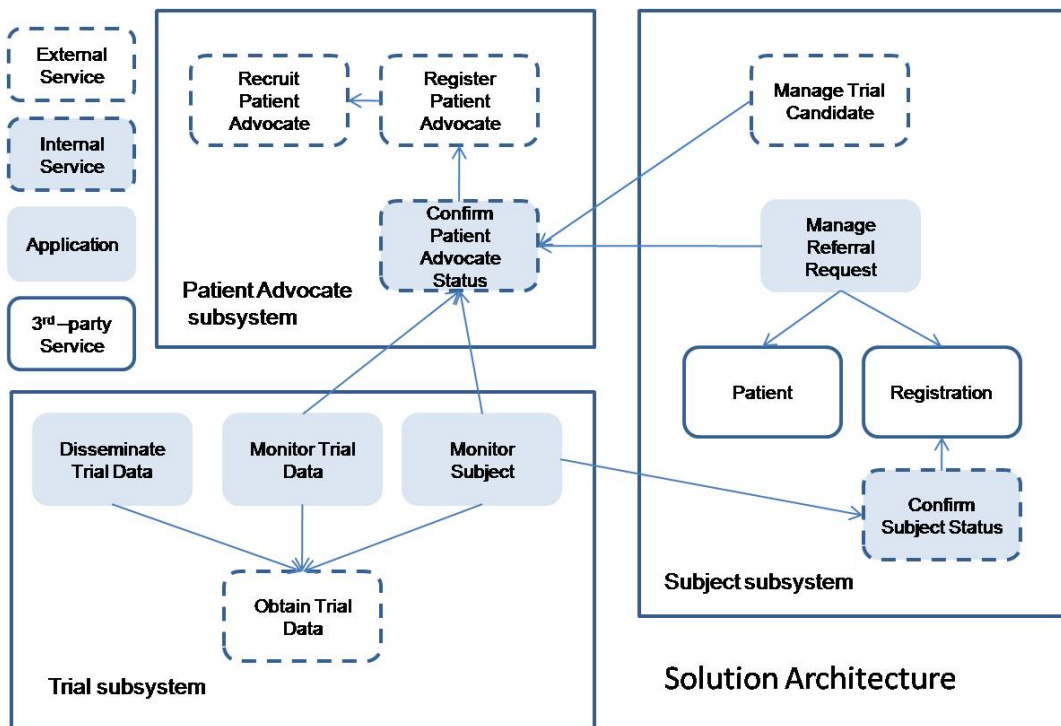 External
Service
Internal
Service
Application
3rd –party
Service
Recruit
Patient
Advocate
Register
Patient
Advocate
Confirm
Patient
Advocate
Status
Patient Advocate
subsystem
Manage Trial
Candidate
Manage
Referral
Request
Patient
Registration
Confirm
Subject Status
Subject subsystem
Disseminate
Trial Data
Monitor Trial
Data
Monitor
Subject
Obtain Trial
Data
Trial subsystem
Solution Architecture